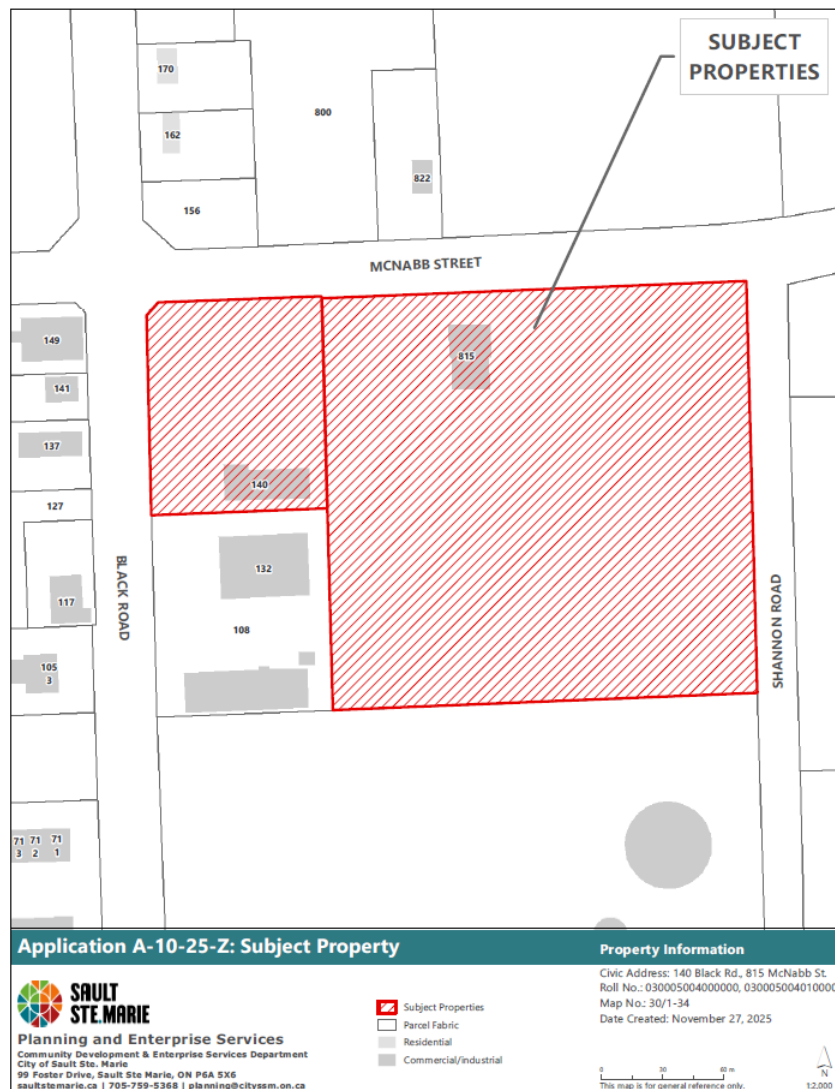 SUBJECT
PROPERTIES
170
800
162
822
156
MCNABB STREET
149
815
141
137
140
127
BLACK ROAD
132
117
108
SHANNON ROAD
105
3
71 71 71
3 2 1
Application A-10-25-Z: Subject Property
SAULT
STE.MARIE
Planning and Enterprise Services
Community Development & Enterprise Services Department
City of Sault Ste. Marie
99 Foster Drive, Sault Ste Marie, ON P6A 5X6
saultstemarie.ca | 705-759-5368 | planning@cityssm.on.ca
Subject Properties
Parcel Fabric
Residential
Commercial/industrial
Property Information
Civic Address: 140 Black Rd., 815 McNabb St.
Roll No.: 030005004000000, 030005004010000
Map No.: 30/1-34
Date Created: November 27, 2025
0 30 60 m
This map is for general reference only.
N
1:2,000